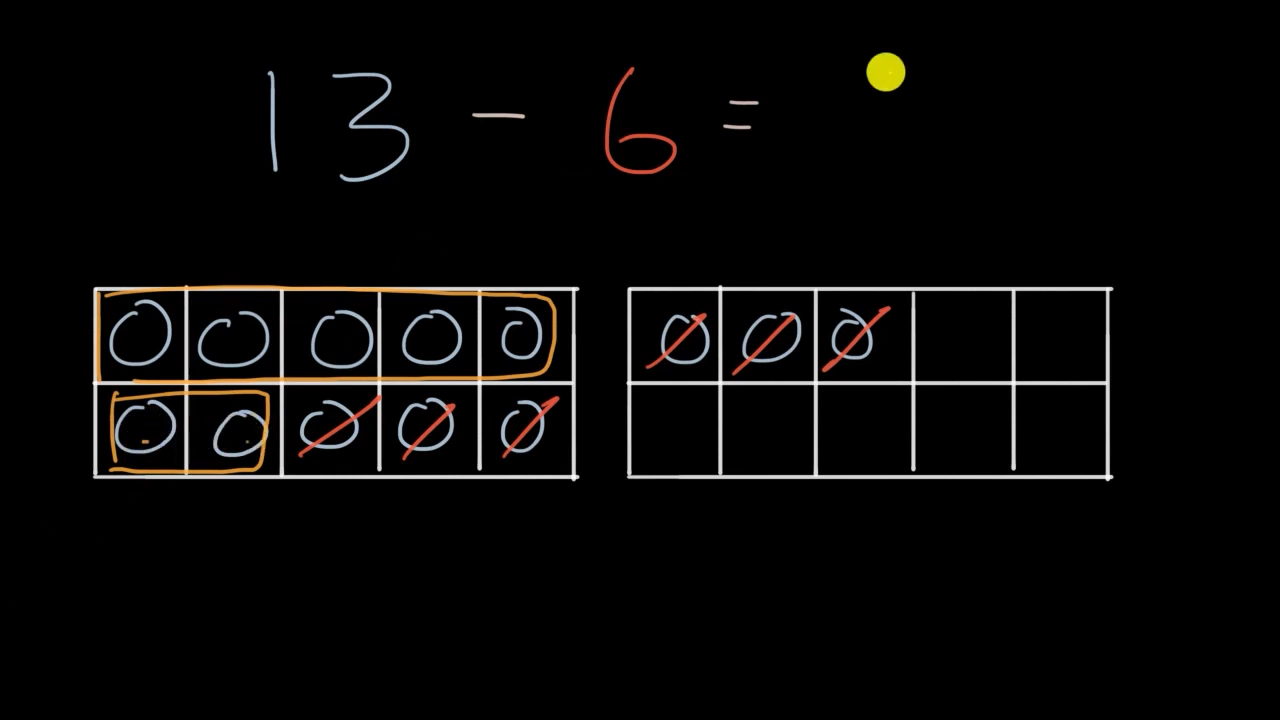 13 - 6 =